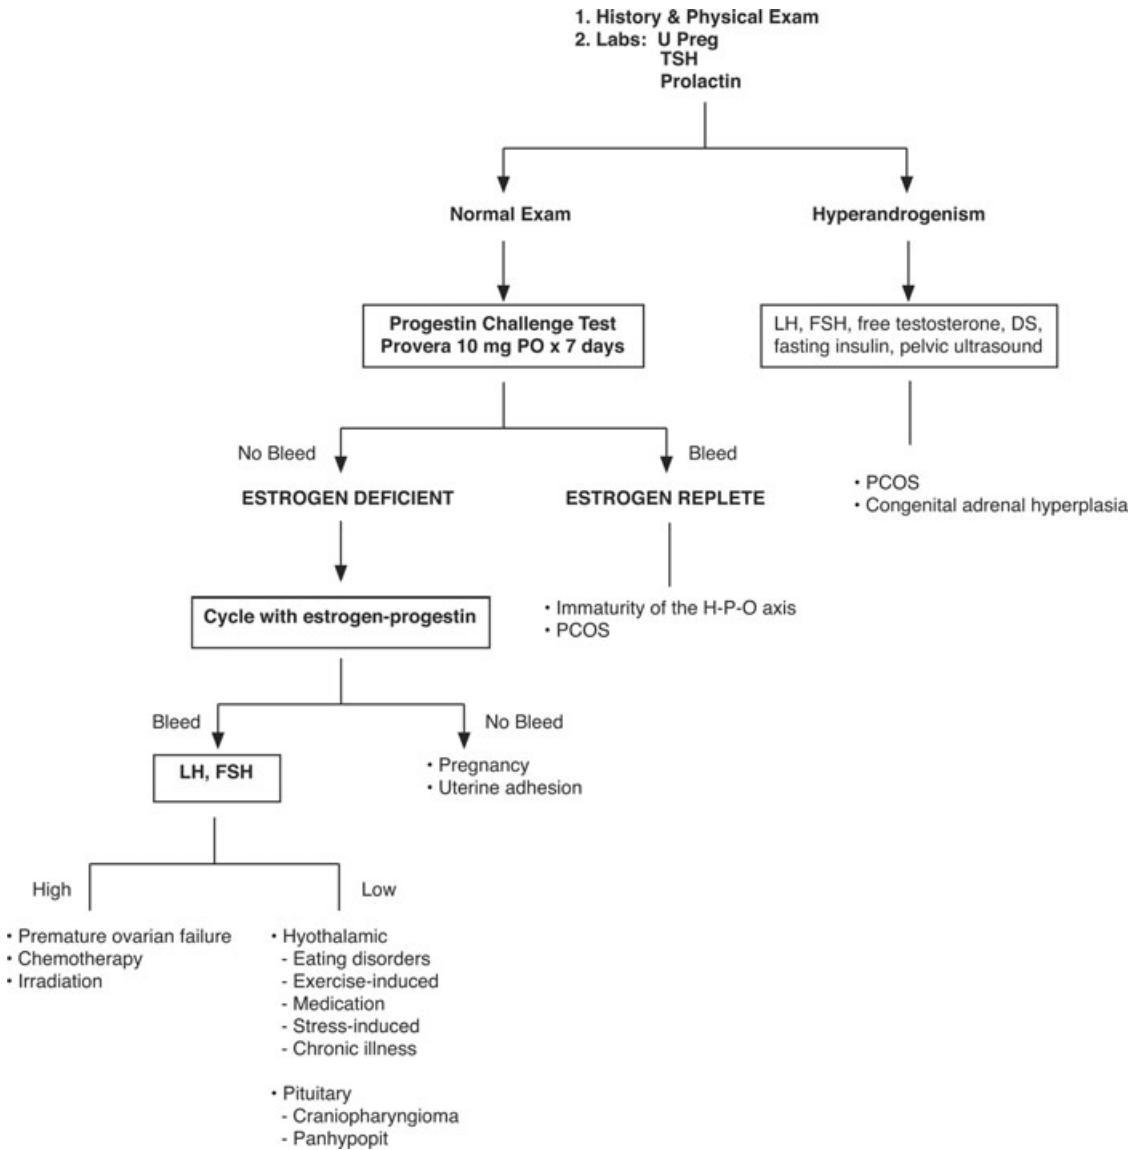 1. History & Physical Exam
2. Labs: U Preg
TSH
Prolactin
Normal Exam
Hyperandrogenism
Progestin Challenge Test
Provera 10 mg PO x 7 days
LH, FSH, free testosterone, DS,
fasting insulin, pelvic ultrasound
No Bleed
Bleed
ESTROGEN DEFICIENT
ESTROGEN REPLETE
• PCOS
• Congenital adrenal hyperplasia
Cycle with estrogen-progestin
• Immaturity of the H-P-O axis
• PCOS
Bleed
No Bleed
LH, FSH
• Pregnancy
• Uterine adhesion
High
Low
• Premature ovarian failure
• Chemotherapy
• Irradiation
• Hyothalamic
- Eating disorders
- Exercise-induced
- Medication
- Stress-induced
- Chronic illness
• Pituitary
- Craniopharyngioma
- Panhypopit